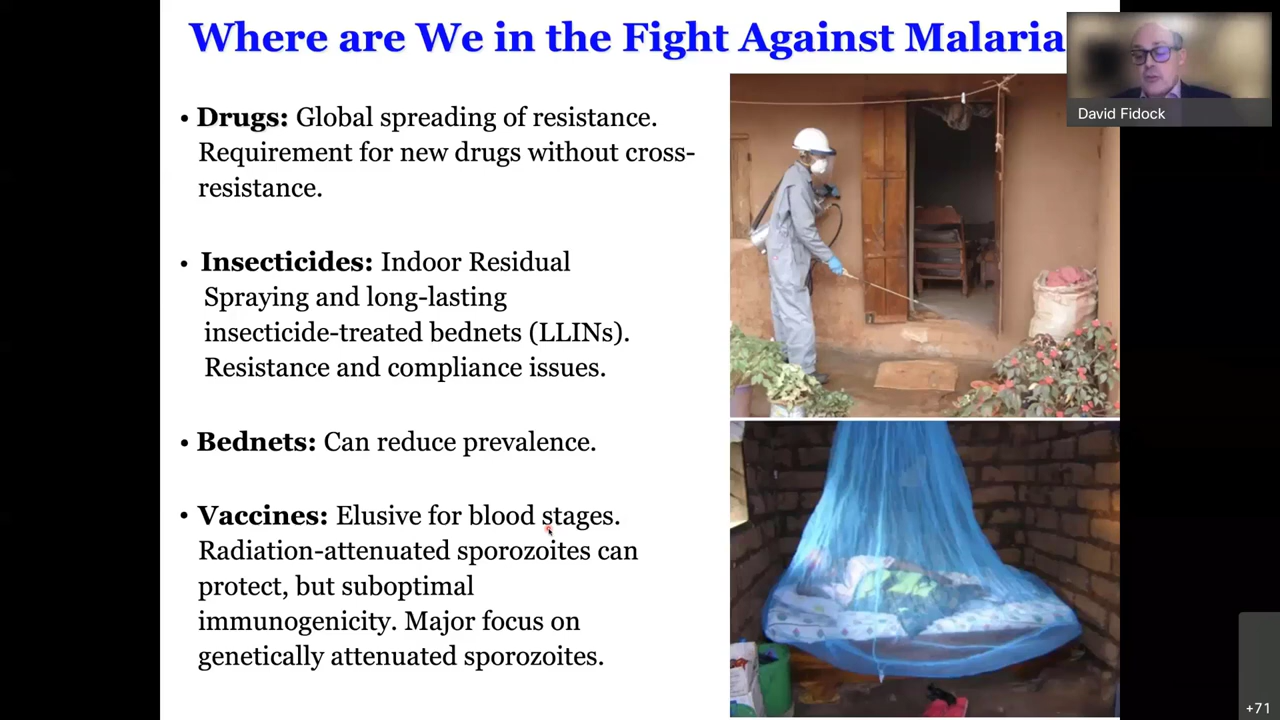 Where are We in the Fight Against Malaria
David Fidock
• Drugs: Global spreading of resistance.
Requirement for new drugs without cross-
resistance.
• Insecticides: Indoor Residual
Spraying and long-lasting
insecticide-treated bednets (LLINs).
Resistance and compliance issues.
• Bednets: Can reduce prevalence.
• Vaccines: Elusive for blood stages.
Radiation-attenuated sporozoites can
protect, but suboptimal
immunogenicity. Major focus on
genetically attenuated sporozoites.
+71